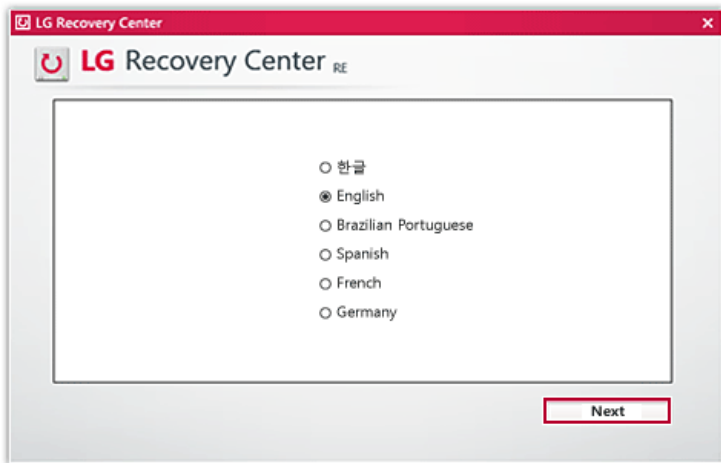 LG Recovery Center
LG Recovery Center RE
한글
English
Brazilian Portuguese
Spanish
French
Germany
Next